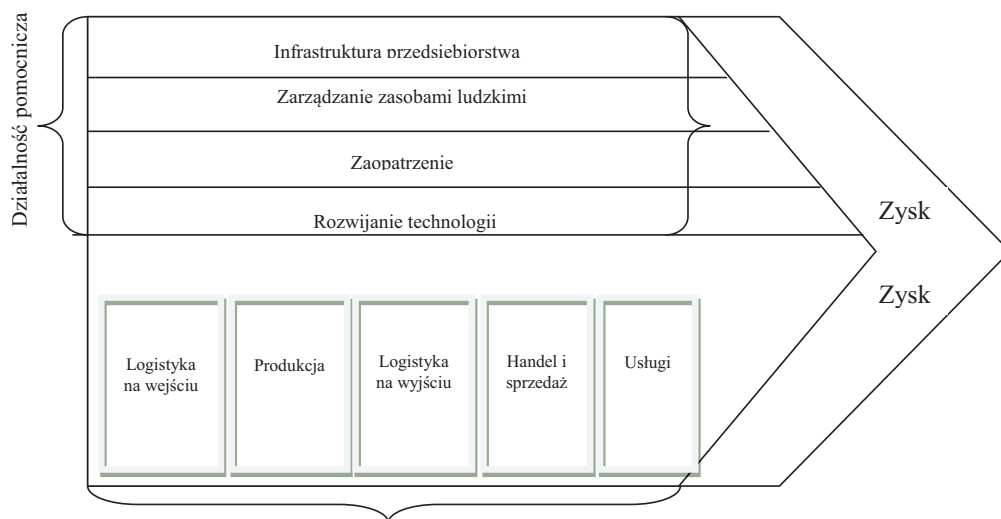 Działalność pomocnicza
Infrastruktura przedsiebiorstwa
Zarządzanie zasobami ludzkimi
Zaopatrzenie
Rozwijanie technologii
Zysk
Zysk
Logistyka
na wejściu
Produkcja
Logistyka
na wyjściu
Handel i
sprzedaż
Usługi